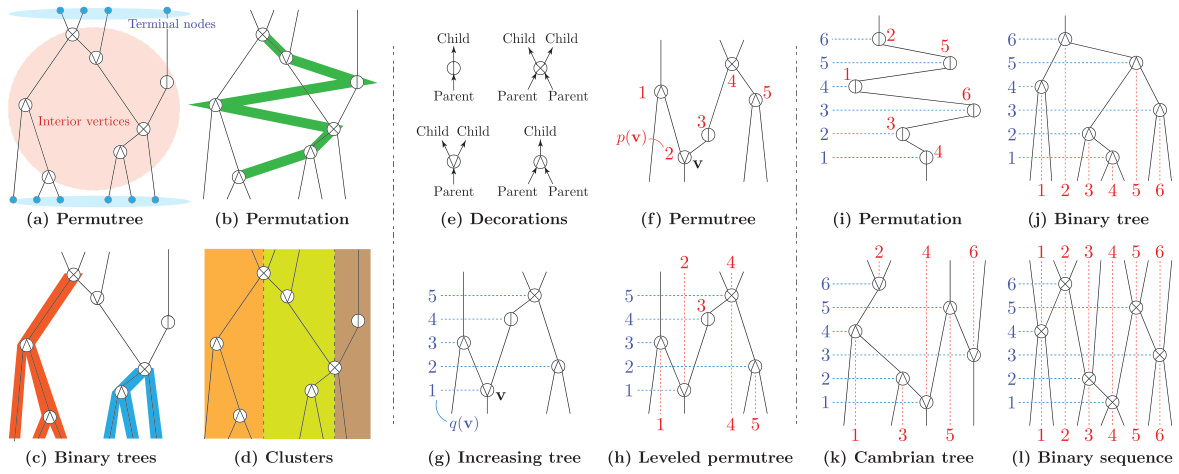 Terminal nodes
Interior vertices
(a) Permutree
(b) Permutation
(c) Binary trees
(d) Clusters
Child
Child Child
Parent
Parent Parent
Child Child
Child
Parent
Parent Parent
(e) Decorations
1
4
5
3
p(v)
2
v
(f) Permutree
5
4
3
2
1
v
q(v)
(g) Increasing tree
2 4
5
4
3
3
2
1
1 5
(h) Leveled permutree
6
2
5
5
4
1
3
6
2
3
1
4
(i) Permutation
6
5
4
3
2
1
1 2 3 4 5 6
(j) Binary tree
2 4 6
6
5
4
3
2
1
1 3 5
(k) Cambrian tree
1 2 3 4 5 6
6
5
4
3
2
1
1 2 3 4 5 6
(l) Binary sequence